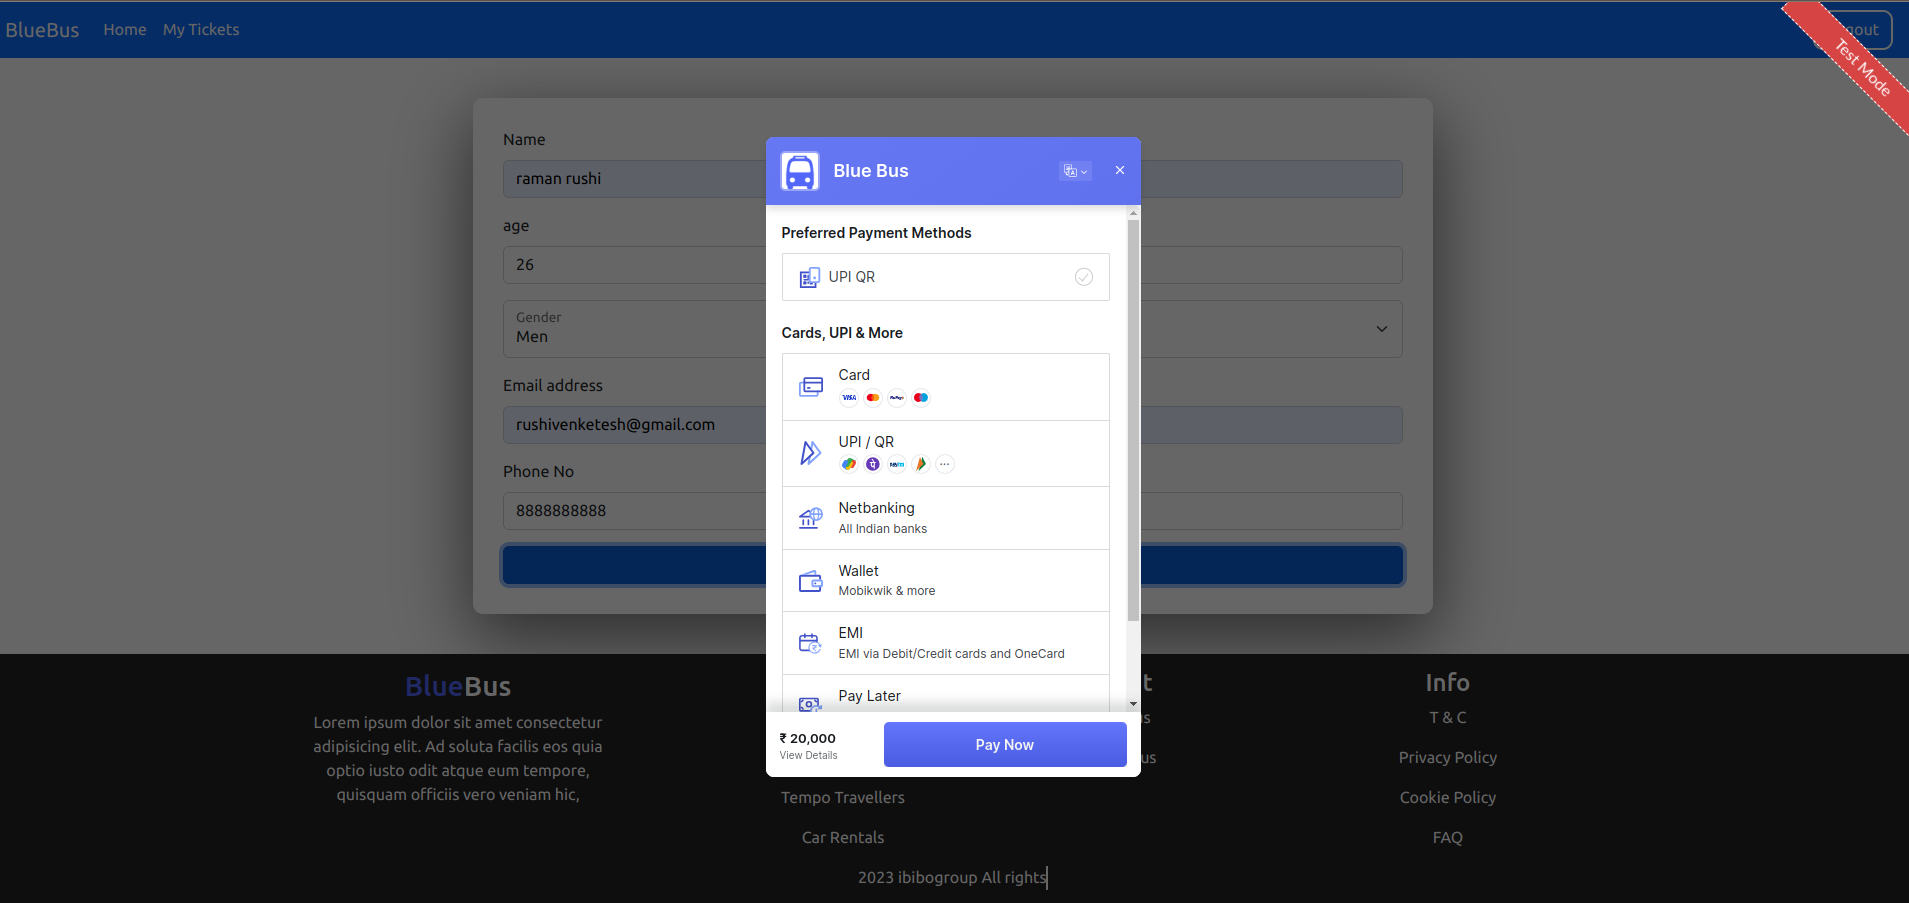 BlueBus Home My Tickets
out
Test Mode
Name
raman rushi
age
26
Gender
Men
Email address
rushivenketesh@gmail.com
Phone No
8888888888
Blue Bus
Preferred Payment Methods
UPI QR
Cards, UPI & More
Card
VISA RuPay
UPI / QR
paytm
Netbanking
All Indian banks
Wallet
Mobikwik & more
EMI
EMI via Debit/Credit cards and OneCard
Pay Later
₹ 20,000
View Details
Pay Now
BlueBus
Lorem ipsum dolor sit amet consectetur
adipisicing elit. Ad soluta facilis eos quia
optio iusto odit atque eum tempore,
quisquam officiis vero veniam hic,
t
s
us
Tempo Travellers
Car Rentals
Info
T & C
Privacy Policy
Cookie Policy
FAQ
2023 ibibogroup All rights